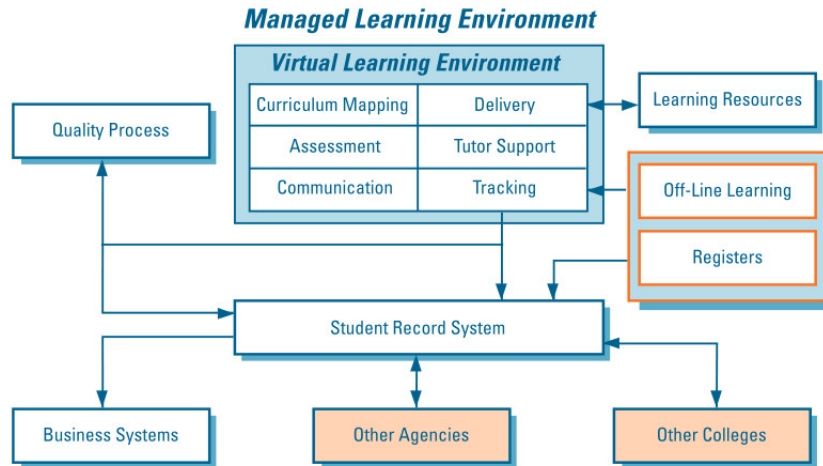 Managed Learning Environment
Virtual Learning Environment
Curriculum Mapping
Delivery
Learning Resources
Quality Process
Assessment
Tutor Support
Communication
Tracking
Off-Line Learning
Registers
Student Record System
Business Systems
Other Agencies
Other Colleges